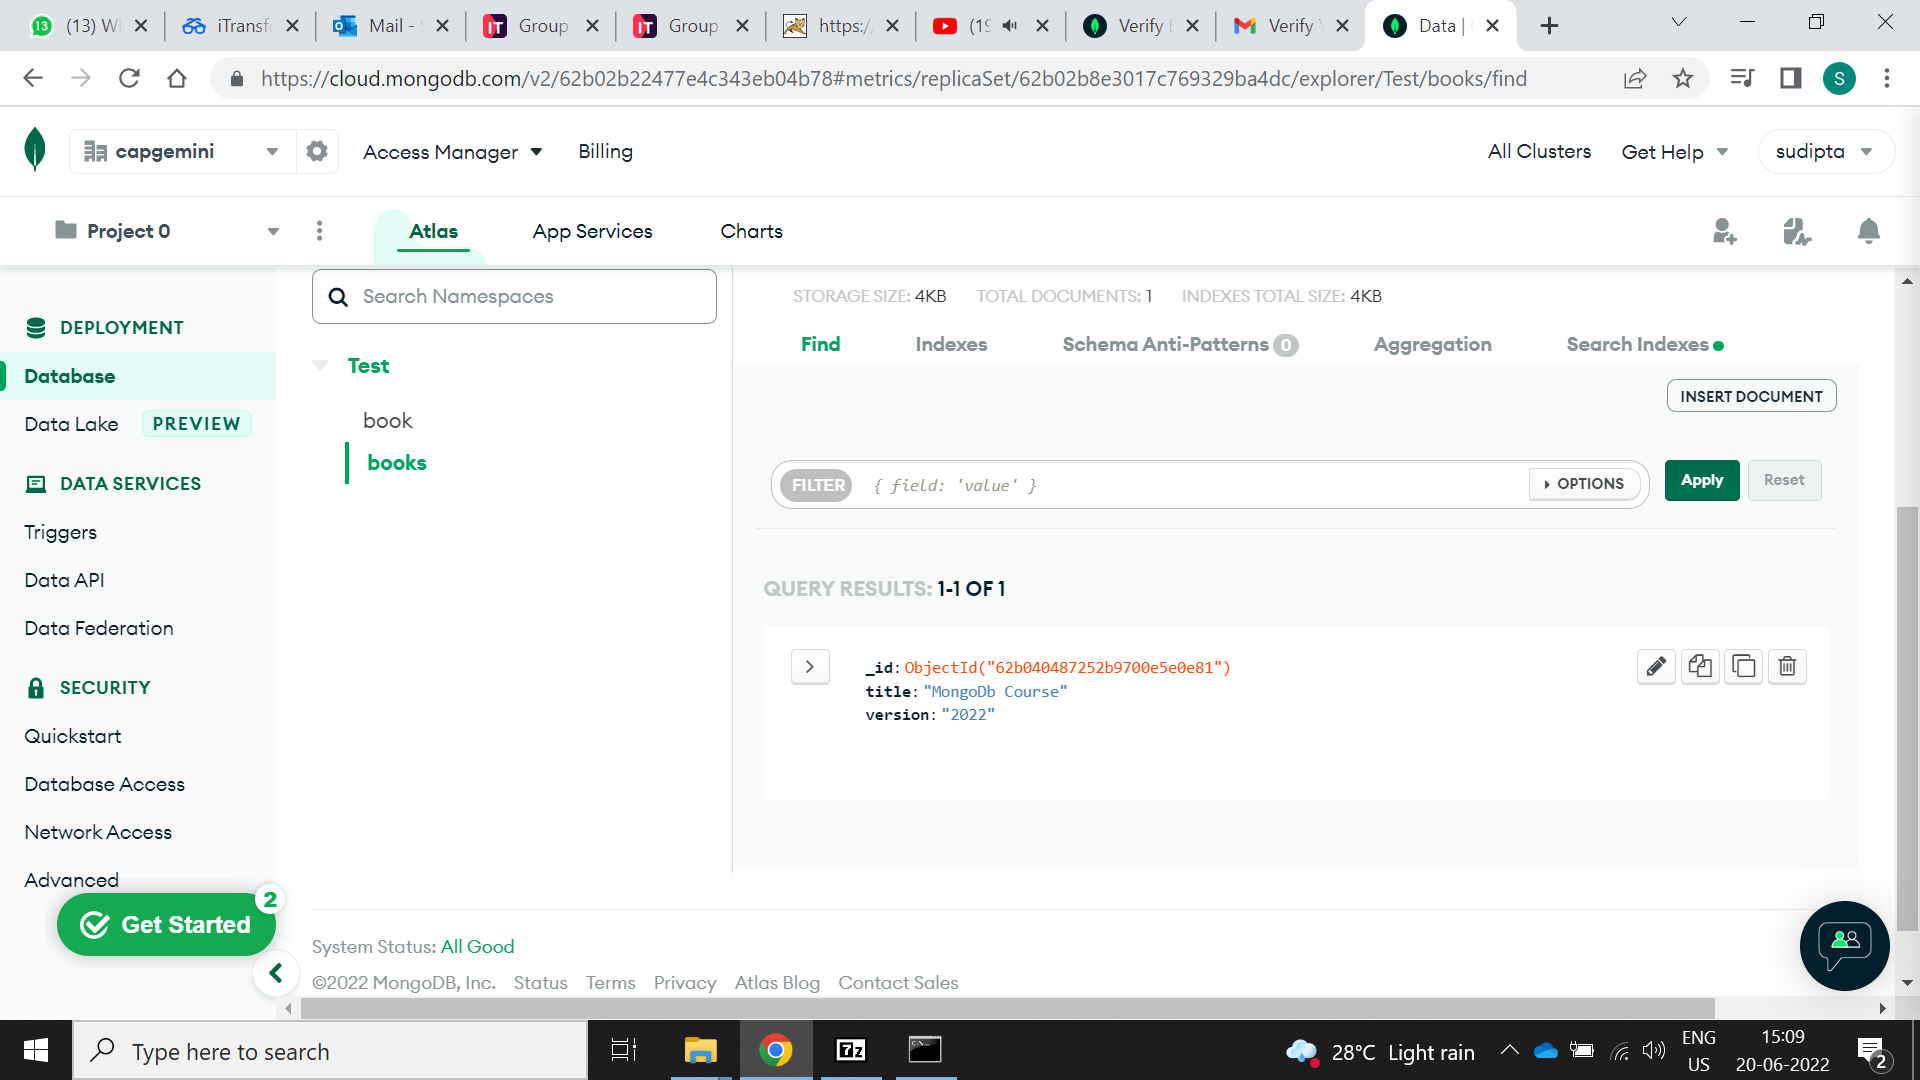 13 (13) W iTransf Mail - Group Group https:/ (19 Verify Verify Data |
https://cloud.mongodb.com/v2/62b02b22477e4c343eb04b78#metrics/replicaSet/62b02b8e3017c769329ba4dc/explorer/Test/books/find S
capgemini Access Manager Billing All Clusters Get Help sudipta
Project 0 Atlas App Services Charts
DEPLOYMENT
Database
Data Lake PREVIEW
DATA SERVICES
Triggers
Data API
Data Federation
SECURITY
Quickstart
Database Access
Network Access
Advanced
Get Started 2
Search Namespaces
Test
book
books
STORAGE SIZE: 4KB TOTAL DOCUMENTS: 1 INDEXES TOTAL SIZE: 4KB
Find Indexes Schema Anti-Patterns 0 Aggregation Search Indexes
INSERT DOCUMENT
FILTER { field: 'value' } OPTIONS Apply Reset
QUERY RESULTS: 1-1 OF 1
_id: ObjectId("62b040487252b9700e5e0e81")
title: "MongoDb Course"
version: "2022"
System Status: All Good
©2022 MongoDB, Inc. Status Terms Privacy Atlas Blog Contact Sales
Type here to search
28°C Light rain
ENG
US
15:09
20-06-2022
2